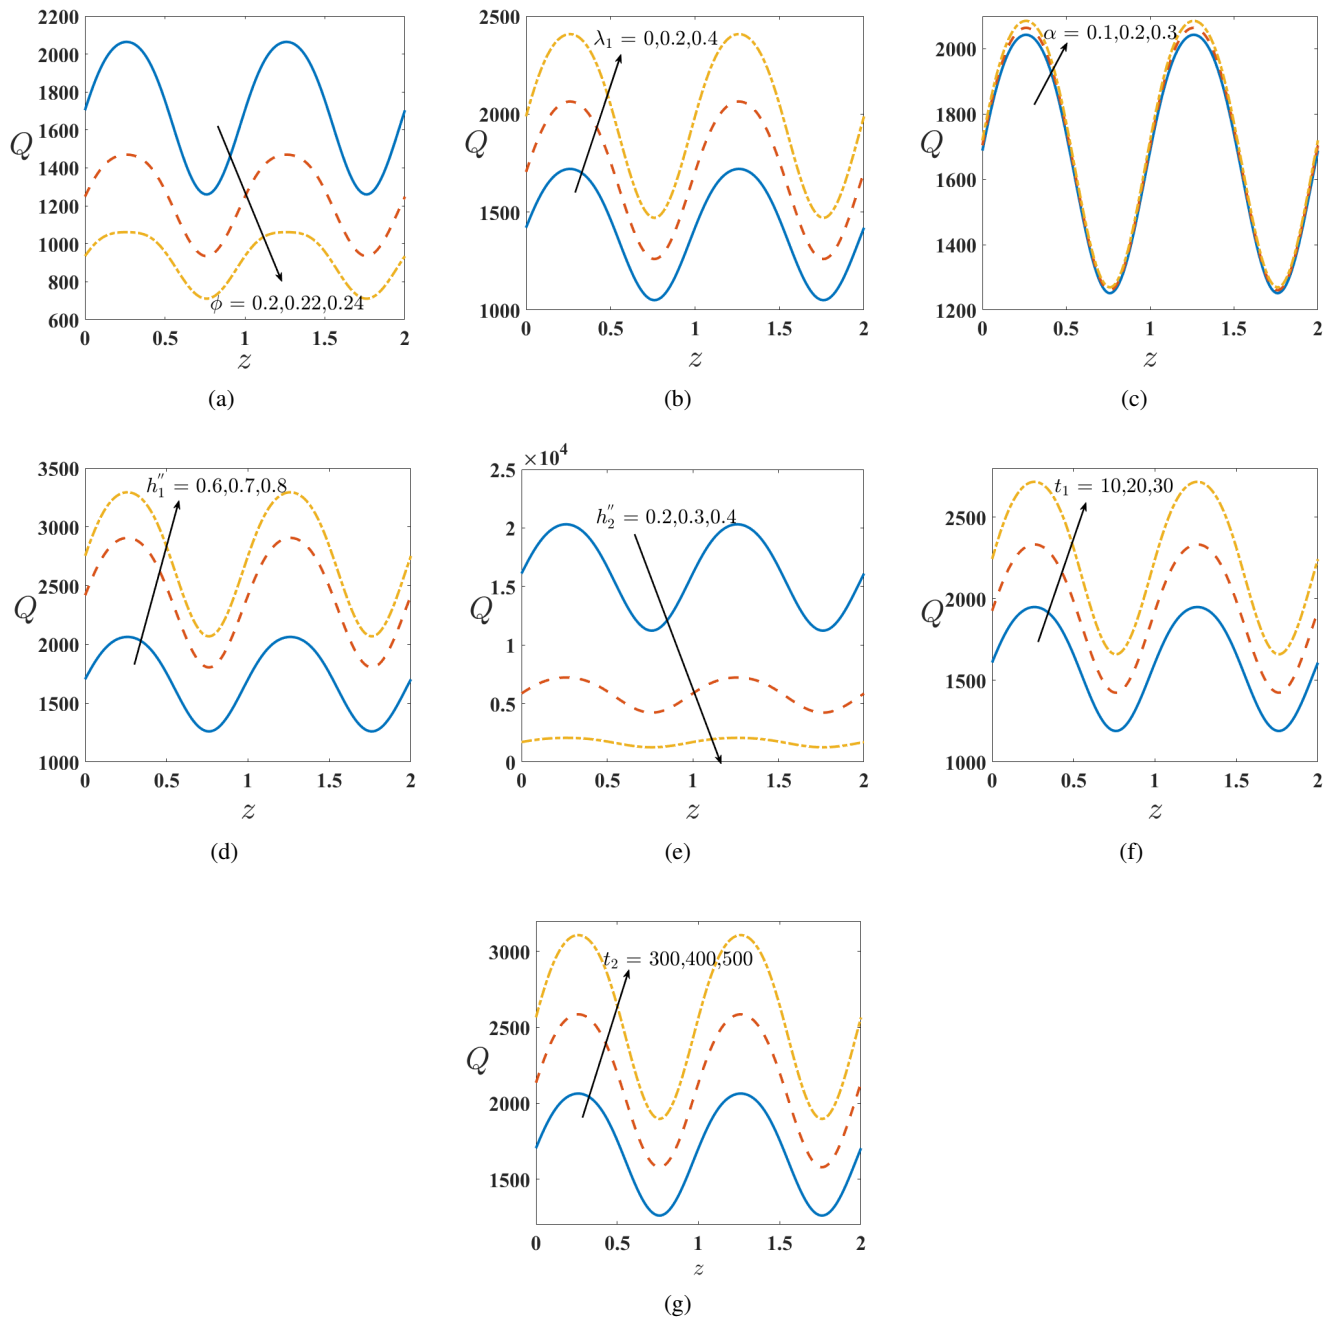 2200
2000
1800
1600
1400
1200
1000
800
600
Q
ϕ = 0.2,0.22,0.24
0 0.5 1 1.5 2
z
(a)
2500
2000
1500
1000
Q
λ₁ = 0,0.2,0.4
0 0.5 1 1.5 2
z
(b)
2000
1800
1600
1400
1200
Q
α = 0.1,0.2,0.3
0 0.5 1 1.5 2
z
(c)
3500
3000
2500
2000
1500
1000
Q
h₁'' = 0.6,0.7,0.8
0 0.5 1 1.5 2
z
(d)
×10⁴
2.5
2
1.5
1
0.5
0
Q
h₂'' = 0.2,0.3,0.4
0 0.5 1 1.5 2
z
(e)
2500
2000
1500
1000
Q
t₁ = 10,20,30
0 0.5 1 1.5 2
z
(f)
3000
2500
2000
1500
Q
t₂ = 300,400,500
0 0.5 1 1.5 2
z
(g)